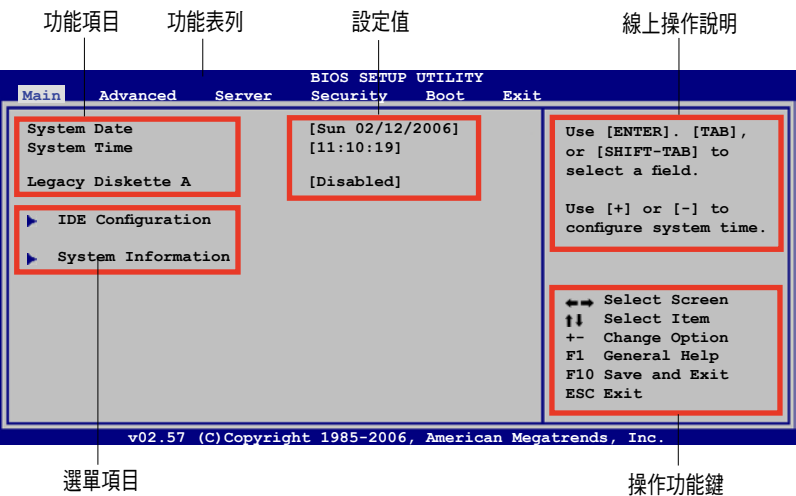 功能項目 功能表列 設定值 線上操作說明
BIOS SETUP UTILITY
Main Advanced Server Security Boot Exit
System Date [Sun 02/12/2006]
System Time [11:10:19]
Legacy Diskette A [Disabled]
IDE Configuration
System Information
Use [ENTER]. [TAB],
or [SHIFT-TAB] to
select a field.
Use [+] or [-] to
configure system time.
Select Screen
Select Item
+- Change Option
F1 General Help
F10 Save and Exit
ESC Exit
v02.57 (C)Copyright 1985-2006, American Megatrends, Inc.
選單項目 操作功能鍵